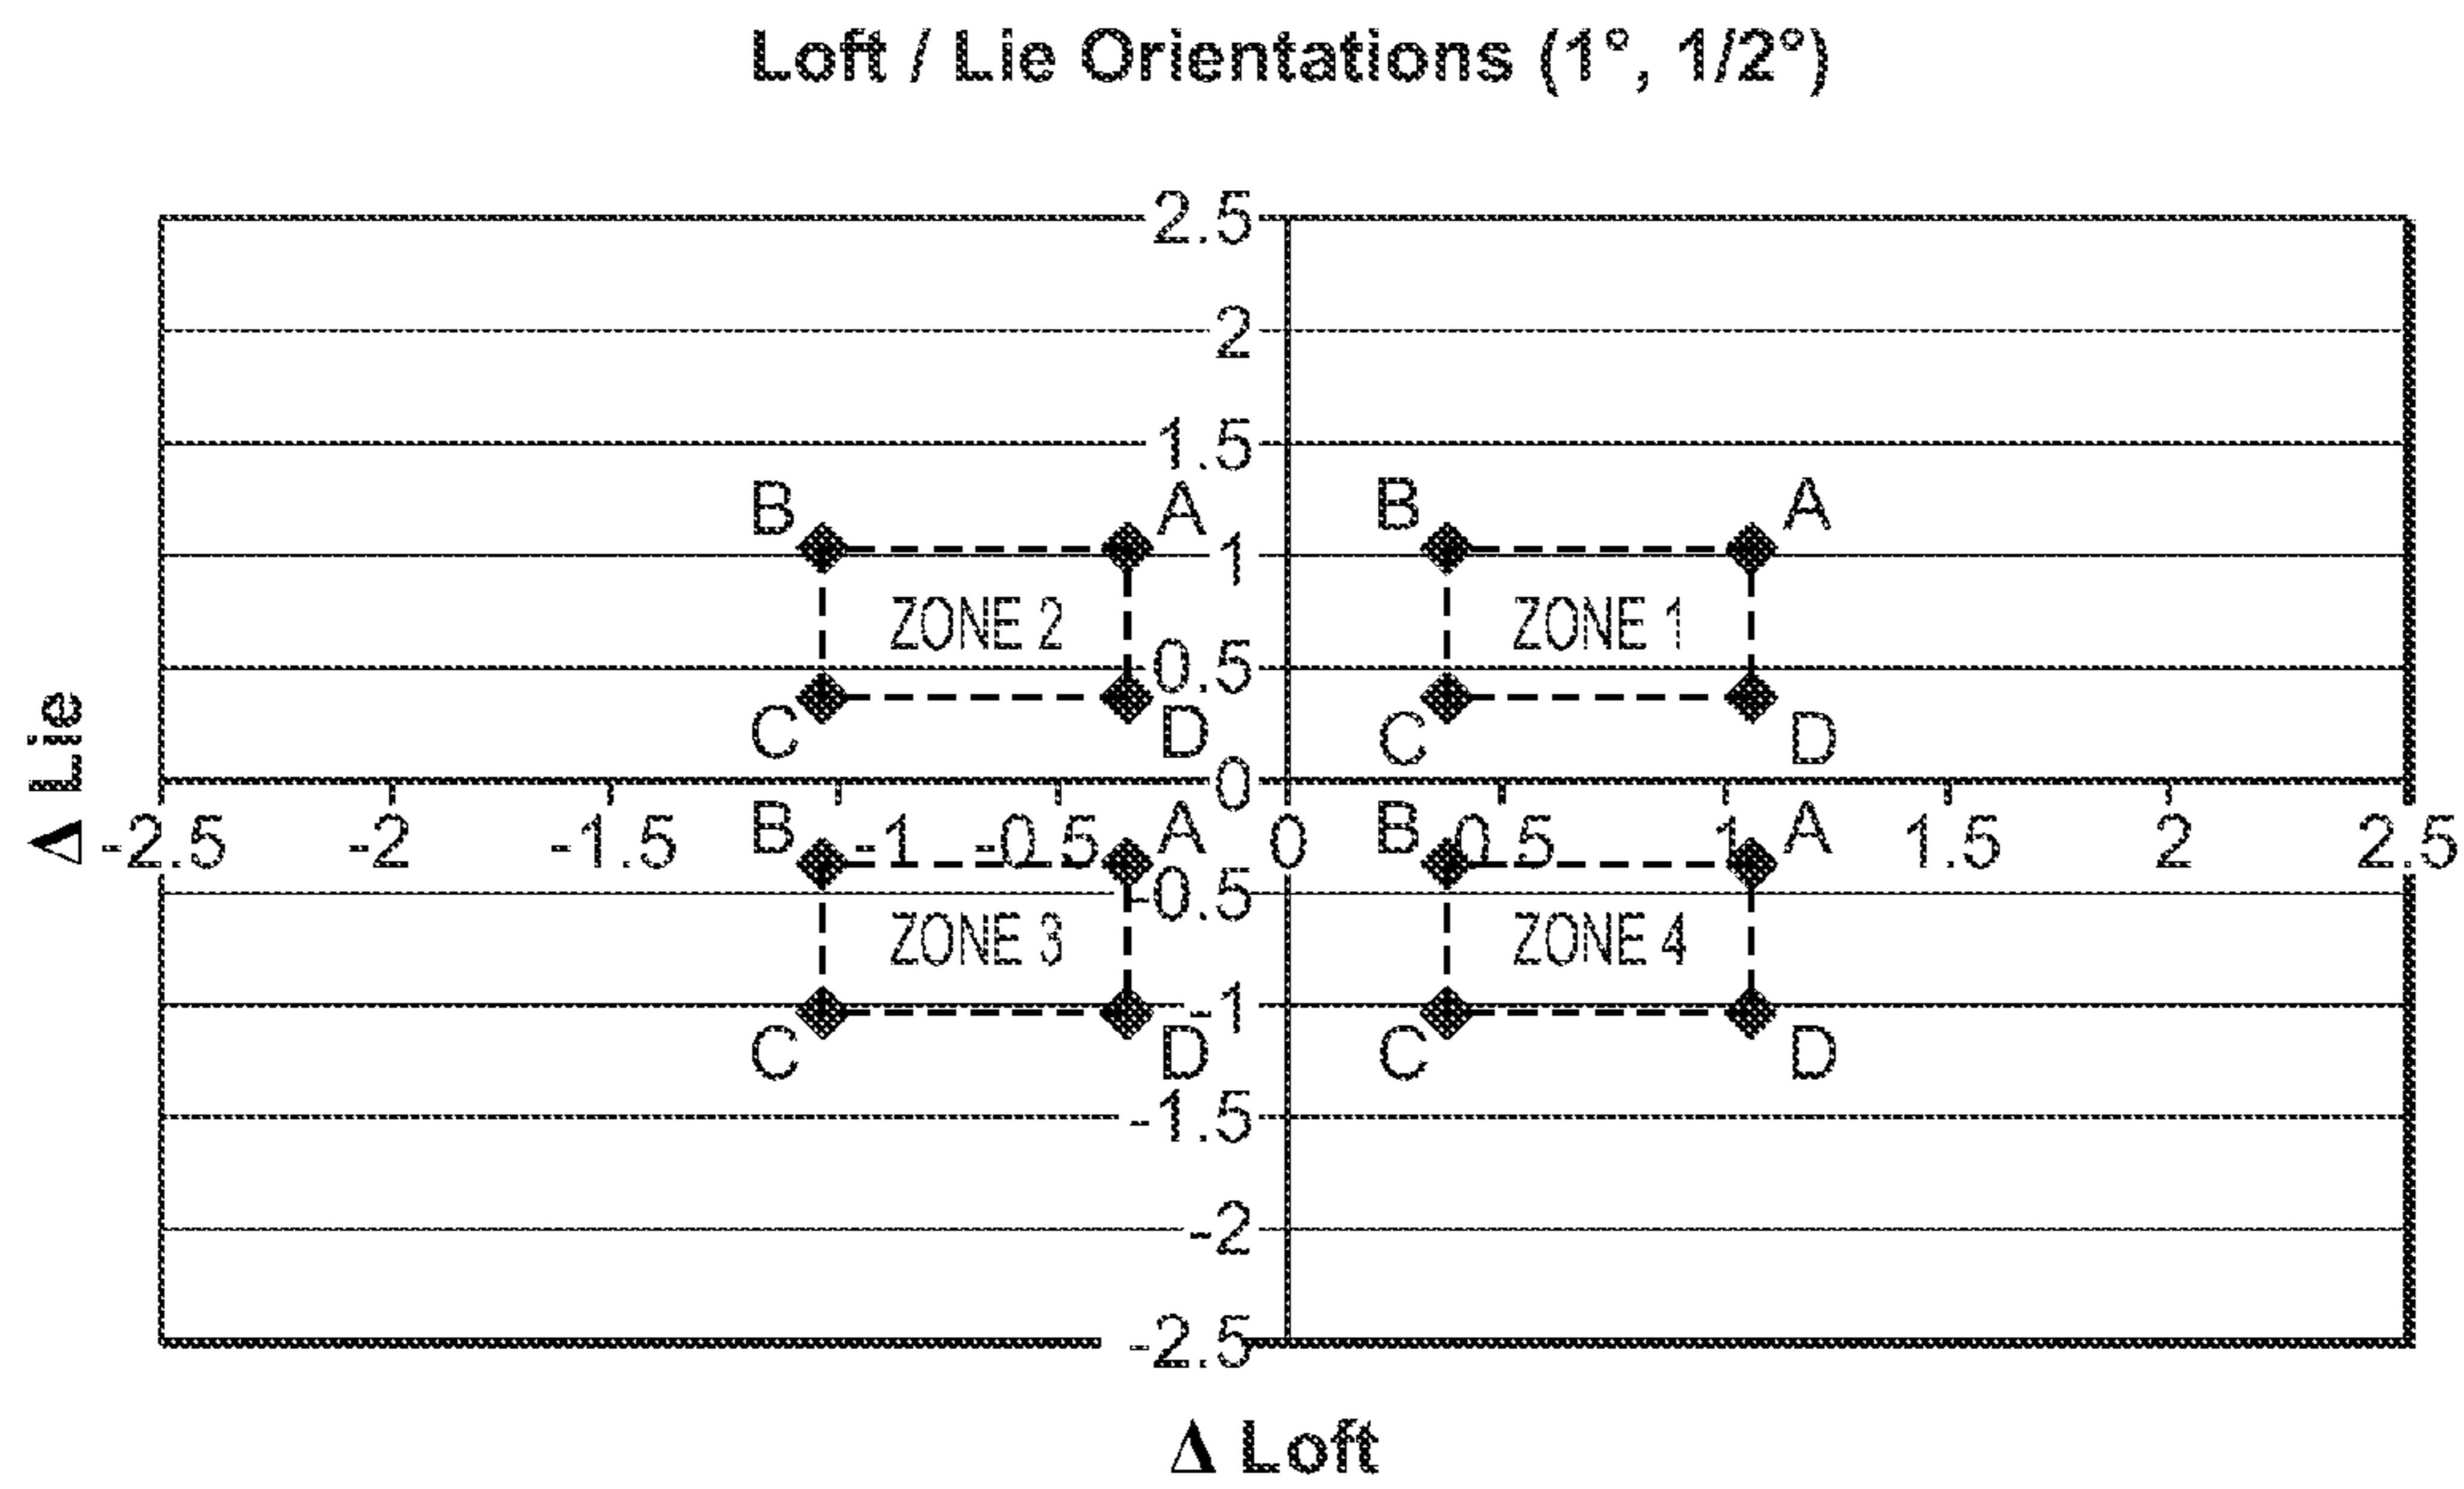 Loft / Lie Orientations (1°, 1/2°)
2.5
2
1.5
B A B A
1
ZONE 2 ZONE 1
0.5
C D C D
0
Δ Lie
-2.5 -2 -1.5 B -1 -0.5 A 0 B 0.5 1 A 1.5 2 2.5
-0.5
ZONE 3 ZONE 4
-1
C D C D
-1.5
-2
-2.5
Δ Loft